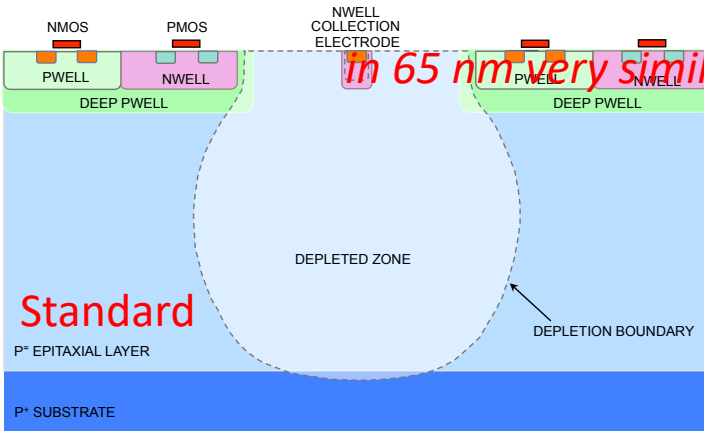 NMOS
PMOS
NWELL
COLLECTION
ELECTRODE
in 65 nm very simil
PWELL
NWELL
PWELL
NWELL
DEEP PWELL
DEEP PWELL
DEPLETED ZONE
Standard
DEPLETION BOUNDARY
P⁼ EPITAXIAL LAYER
P⁺ SUBSTRATE